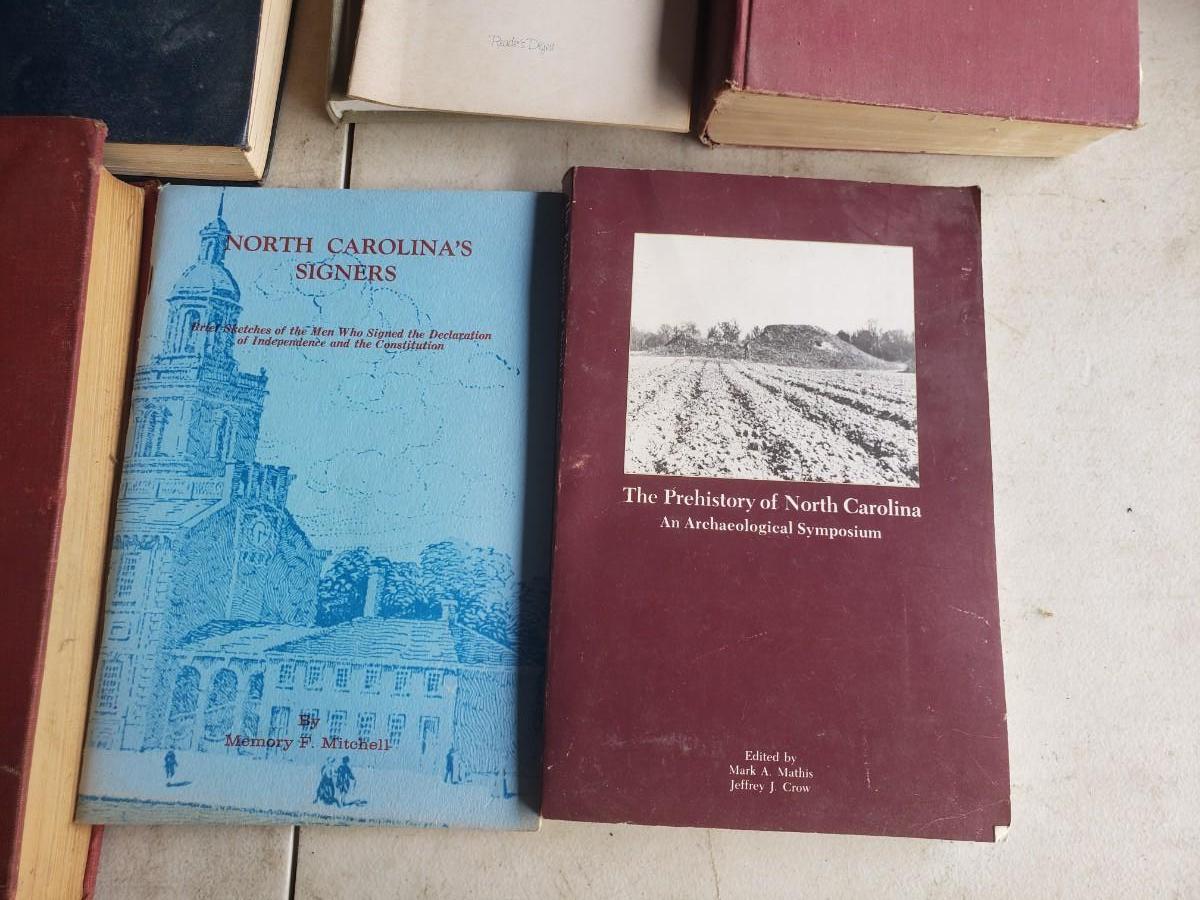 Reader's Digest
NORTH CAROLINA'S
SIGNERS
Brief Sketches of the Men Who Signed the Declaration
of Independence and the Constitution
By
Memory F. Mitchell
The Prehistory of North Carolina
An Archaeological Symposium
Edited by
Mark A. Mathis
Jeffrey J. Crow